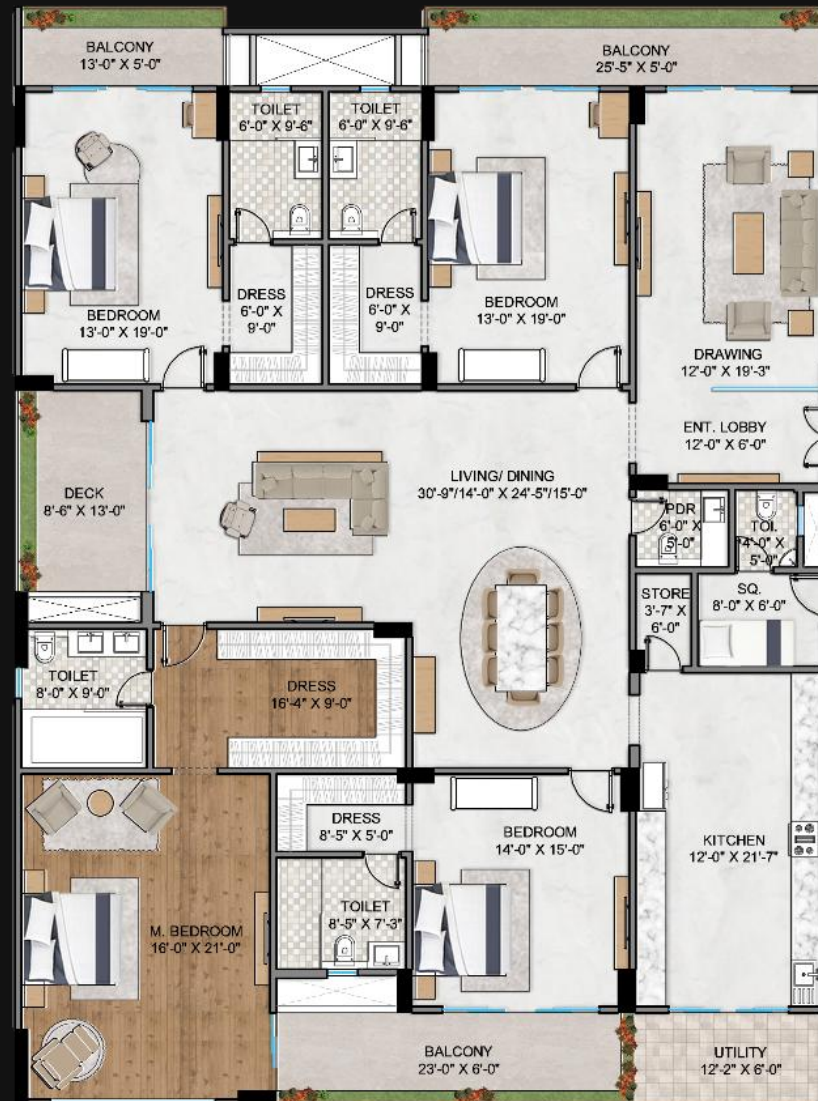 BALCONY
13'-0" X 5'-0"
BALCONY
25'-5" X 5'-0"
TOILET
6'-0" X 9'-6"
TOILET
6'-0" X 9'-6"
DRESS
6'-0" X
9'-0"
DRESS
6'-0" X
9'-0"
BEDROOM
13'-0" X 19'-0"
BEDROOM
13'-0" X 19'-0"
DRAWING
12'-0" X 19'-3"
ENT. LOBBY
12'-0" X 6'-0"
DECK
8'-6" X 13'-0"
LIVING/ DINING
30'-9"/14'-0" X 24'-5"/15'-0"
PDR
6'-0" X
5'-0"
TOI.
4'-0" X
5'-0"
STORE
3'-7" X
6'-0"
SQ.
8'-0" X 6'-0"
TOILET
8'-0" X 9'-0"
DRESS
16'-4" X 9'-0"
DRESS
8'-5" X 5'-0"
BEDROOM
14'-0" X 15'-0"
KITCHEN
12'-0" X 21'-7"
TOILET
8'-5" X 7'-3"
M. BEDROOM
16'-0" X 21'-0"
BALCONY
23'-0" X 6'-0"
UTILITY
12'-2" X 6'-0"